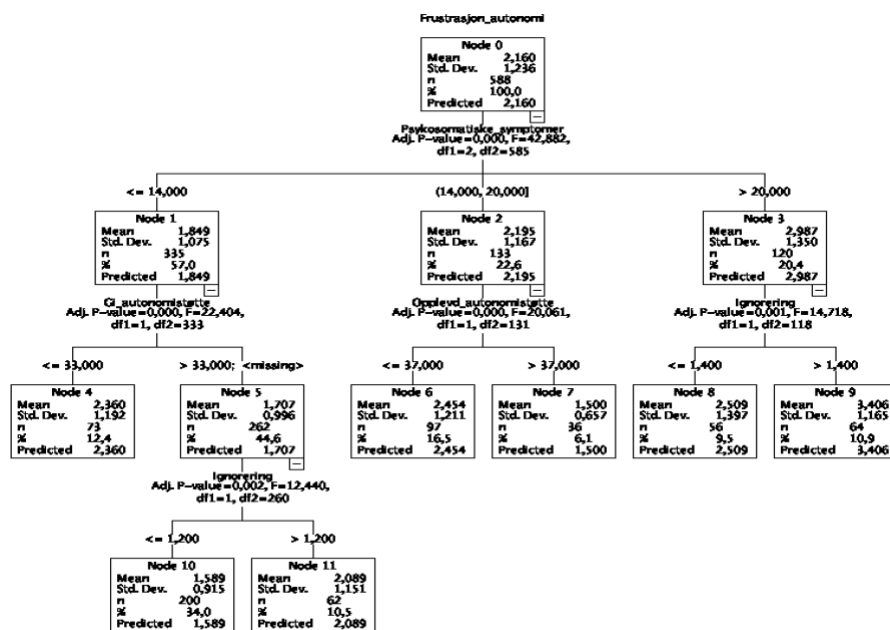 Frustrasjon_autonomi
Node 0
Mean 2,160
Std. Dev. 1,236
n 588
% 100,0
Predicted 2,160
Psykosomatiske_symptomer
Adj. P-value=0,000, F=42,882,
df1=2, df2=585
<= 14,000
(14,000, 20,000]
> 20,000
Node 1
Mean 1,849
Std. Dev. 1,075
n 335
% 57,0
Predicted 1,849
Node 2
Mean 2,195
Std. Dev. 1,167
n 133
% 22,6
Predicted 2,195
Node 3
Mean 2,987
Std. Dev. 1,350
n 120
% 20,4
Predicted 2,987
Gi_autonomistøtte
Adj. P-value=0,000, F=22,404,
df1=1, df2=333
Opplevd_autonomistøtte
Adj. P-value=0,000, F=20,061,
df1=1, df2=131
Ignorering
Adj. P-value=0,001, F=14,718,
df1=1, df2=118
<= 33,000
> 33,000; <missing>
<= 37,000
> 37,000
<= 1,400
> 1,400
Node 4
Mean 2,360
Std. Dev. 1,192
n 73
% 12,4
Predicted 2,360
Node 5
Mean 1,707
Std. Dev. 0,996
n 262
% 44,6
Predicted 1,707
Node 6
Mean 2,454
Std. Dev. 1,211
n 97
% 16,5
Predicted 2,454
Node 7
Mean 1,500
Std. Dev. 0,657
n 36
% 6,1
Predicted 1,500
Node 8
Mean 2,509
Std. Dev. 1,397
n 56
% 9,5
Predicted 2,509
Node 9
Mean 3,406
Std. Dev. 1,165
n 64
% 10,9
Predicted 3,406
Ignorering
Adj. P-value=0,002, F=12,440,
df1=1, df2=260
<= 1,200
> 1,200
Node 10
Mean 1,589
Std. Dev. 0,915
n 200
% 34,0
Predicted 1,589
Node 11
Mean 2,089
Std. Dev. 1,151
n 62
% 10,5
Predicted 2,089